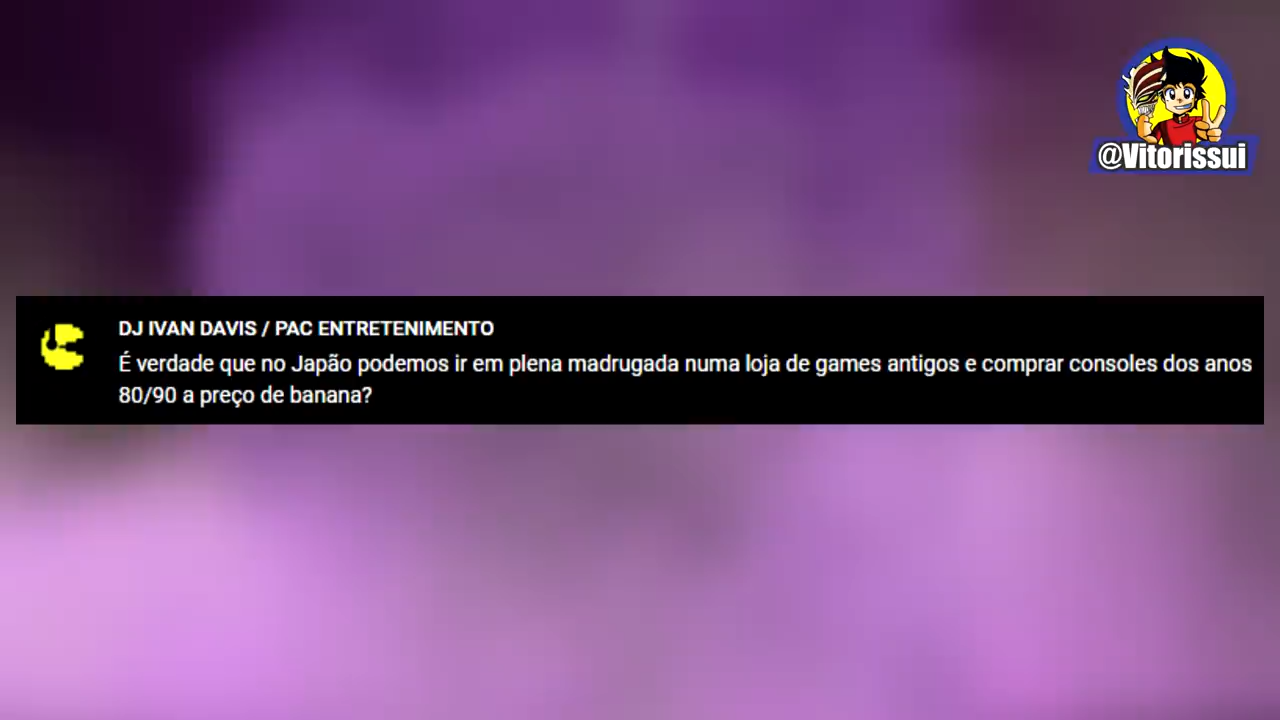 @Vitorissui
DJ IVAN DAVIS / PAC ENTRETENIMENTO
É verdade que no Japão podemos ir em plena madrugada numa loja de games antigos e comprar consoles dos anos
80/90 a preço de banana?